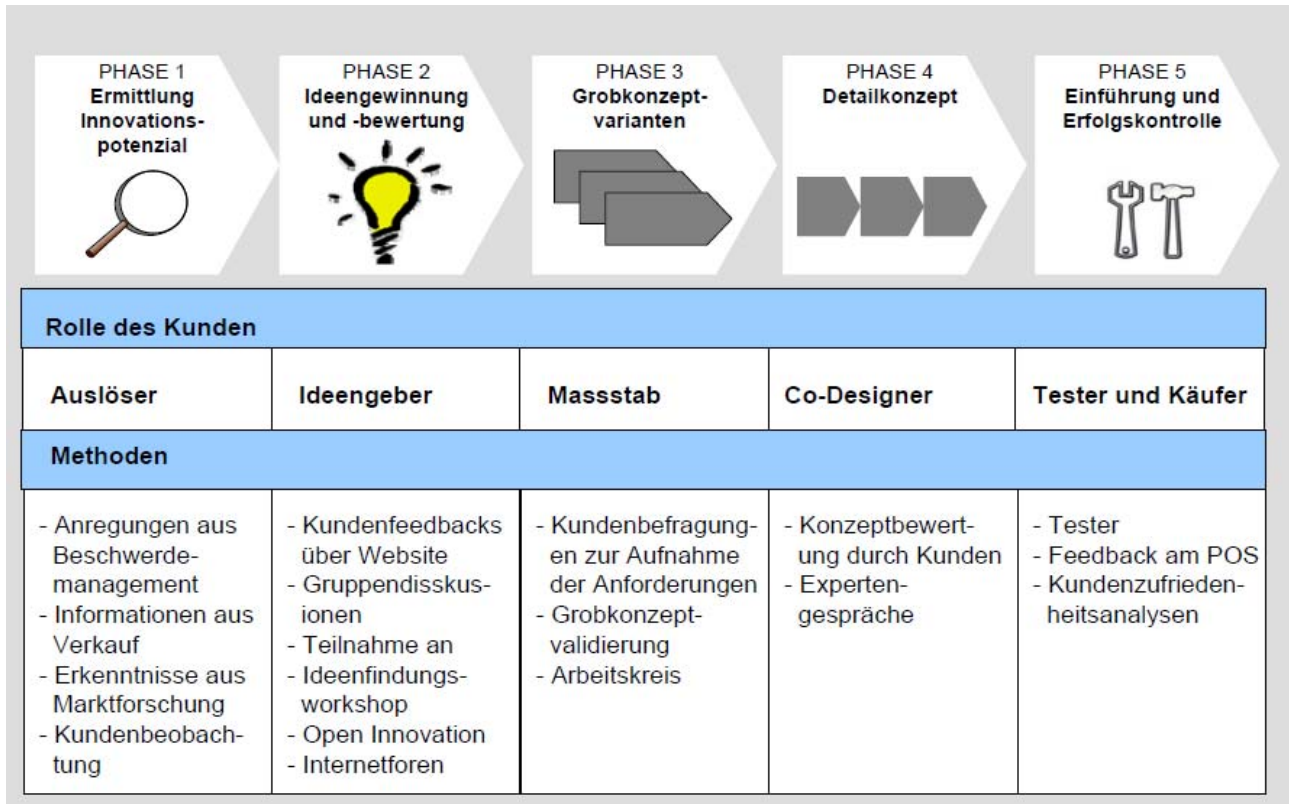 PHASE 1
Ermittlung
Innovations-
potenzial
PHASE 2
Ideengewinnung
und -bewertung
PHASE 3
Grobkonzept-
varianten
PHASE 4
Detailkonzept
PHASE 5
Einführung und
Erfolgskontrolle
Rolle des Kunden
Auslöser
Ideengeber
Massstab
Co-Designer
Tester und Käufer
Methoden
- Anregungen aus
Beschwerde-
management
- Informationen aus
Verkauf
- Erkenntnisse aus
Marktforschung
- Kundenbeobach-
tung
- Kundenfeedbacks
über Website
- Gruppendisskus-
ionen
- Teilnahme an
- Ideenfindungs-
workshop
- Open Innovation
- Internetforen
- Kundenbefragung-
en zur Aufnahme
der Anforderungen
- Grobkonzept-
validierung
- Arbeitskreis
- Konzeptbewert-
ung durch Kunden
- Experten-
gespräche
- Tester
- Feedback am POS
- Kundenzufrieden-
heitsanalysen